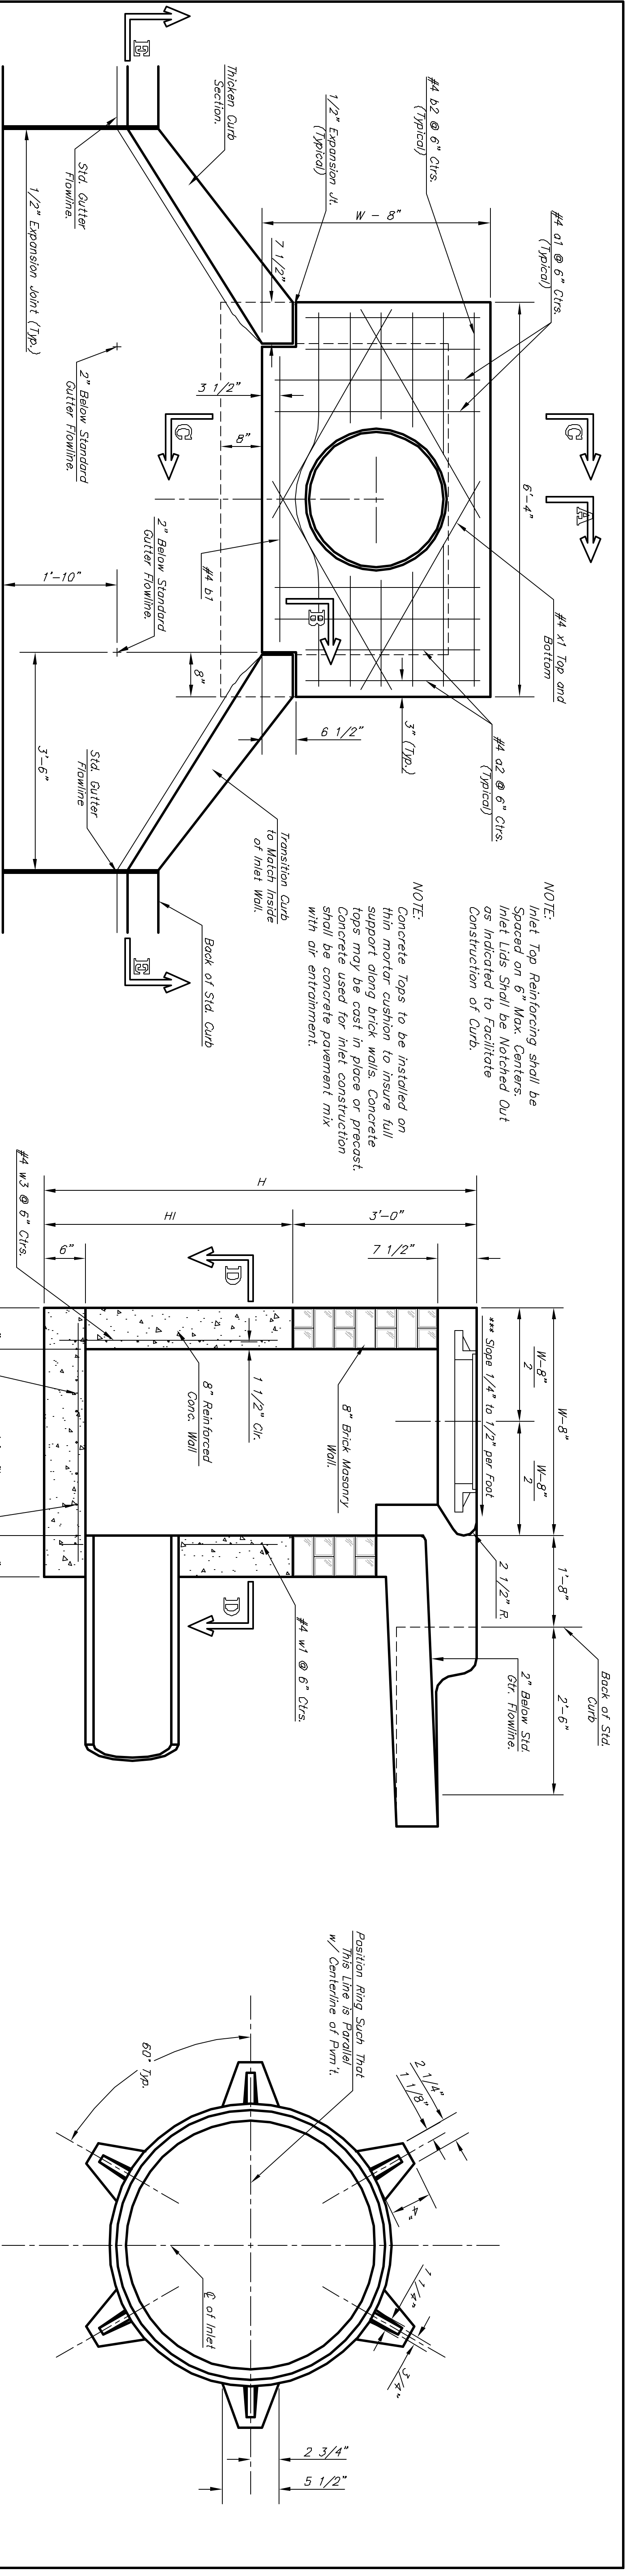 E
Thicken Curb
Section.
Std. Gutter
Flowline.
1/2" Expansion Joint (Typ.)
1/2" Expansion Jt.
(Typical)
#4 b2 @ 6" Ctrs.
(Typical)
#4 a1 @ 6" Ctrs.
(Typical)
W - 8"
7 1/2"
3 1/2"
8"
2" Below Standard
Gutter Flowline.
C
C
A
6'-4"
#4 x1 Top and
Bottom
#4 b1
B
2" Below Standard
Gutter Flowline.
1'-10"
8"
6 1/2"
3" (Typ.)
#4 a2 @ 6" Ctrs.
(Typical)
3'-6"
Std. Gutter
Flowline
Transition Curb
to Match Inside
of Inlet Wall.
Back of Std. Curb
E
NOTE:
Inlet Top Reinforcing shall be
Spaced on 6" Max. Centers.
Inlet Lids Shall be Notched Out
as Indicated to Facilitate
Construction of Curb.
NOTE:
Concrete Tops to be installed on
thin mortar cushion to insure full
support along brick walls. Concrete
tops may be cast in place or precast.
Concrete used for inlet construction
shall be concrete pavement mix
with air entrainment.
H
HI
3'-0"
6"
7 1/2"
#4 w3 @ 6" Ctrs.
D
*** Slope 1/4" to 1/2" per Foot
W-8"
2
W-8"
2
W-8"
1'-8"
2'-6"
Back of Std.
Curb
2 1/2" R.
2" Below Std.
Gtr. Flowline.
8" Brick Masonry
Wall.
1 1/2" Clr.
8" Reinforced
Conc. Wall
D
#4 w1 @ 6" Ctrs.
Position Ring Such That
This Line is Parallel
w/ Centerline of Pvm't.
60° Typ.
2 1/4"
1 1/8"
4"
1 1/4"
3/4"
℄ of Inlet
2 3/4"
5 1/2"